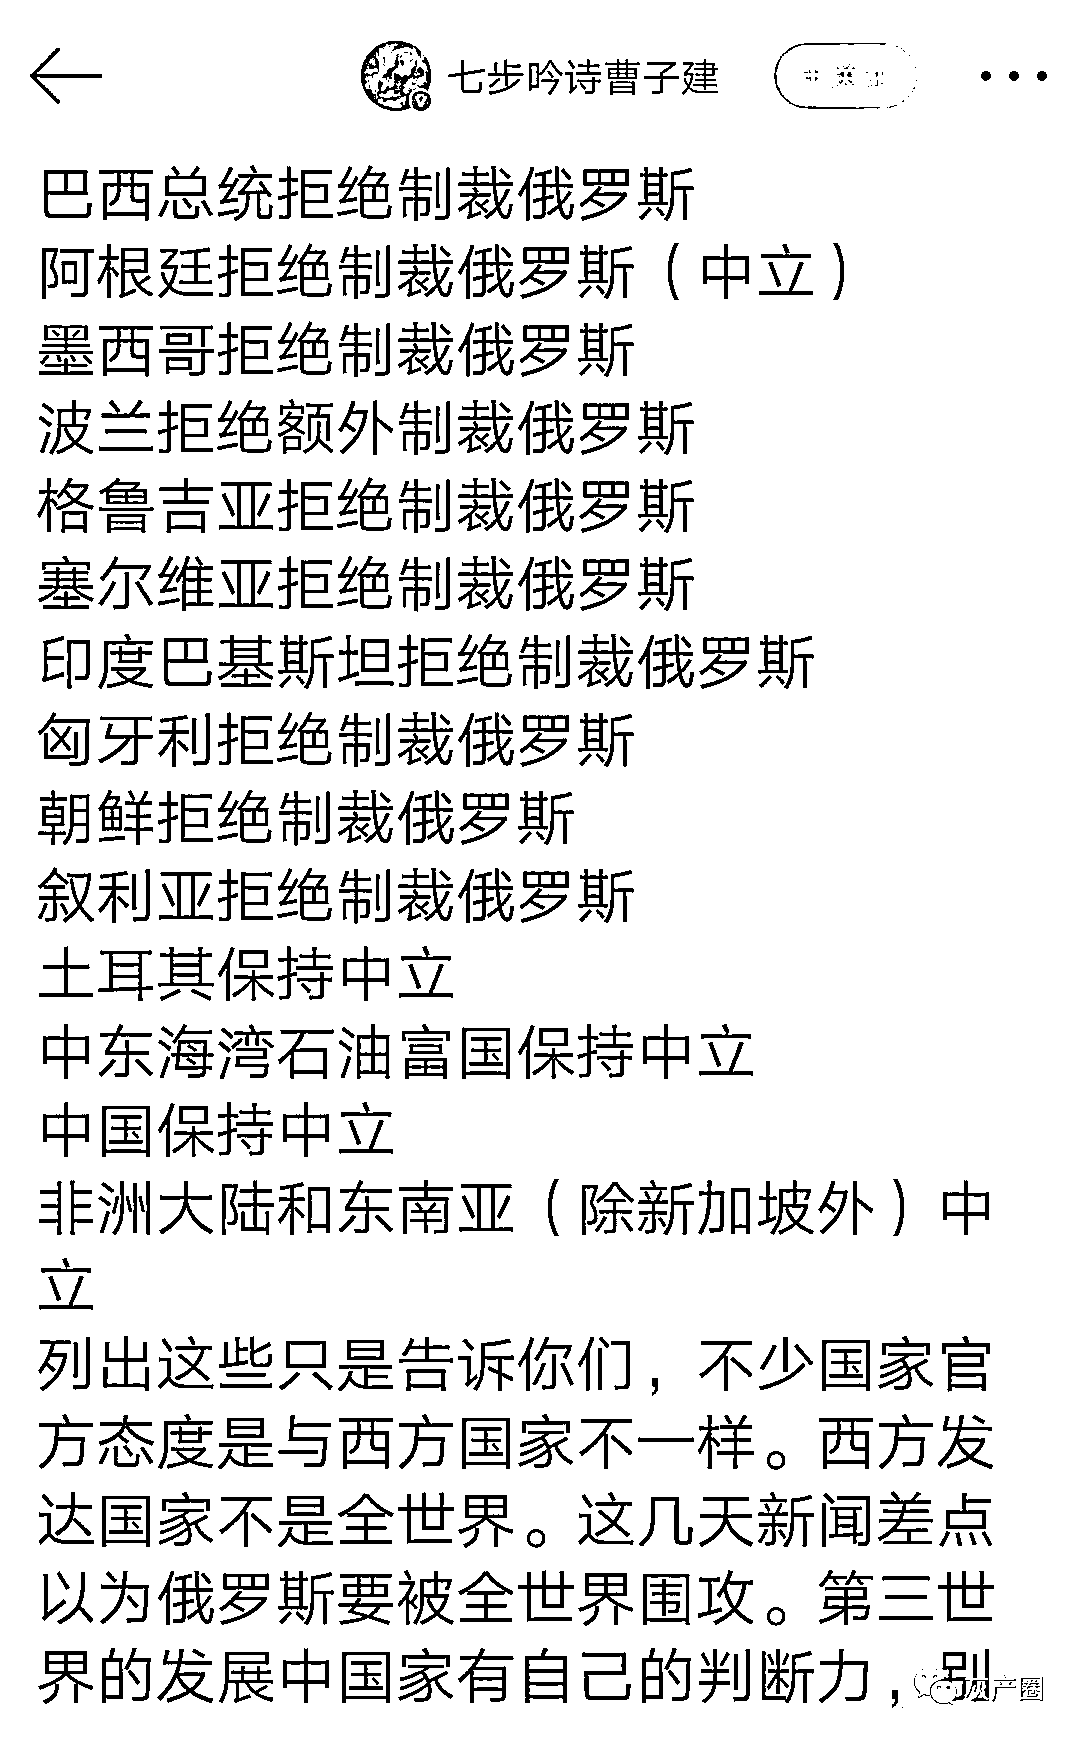 七步吟诗曹子建
巴西总统拒绝制裁俄罗斯
阿根廷拒绝制裁俄罗斯（中立）
墨西哥拒绝制裁俄罗斯
波兰拒绝额外制裁俄罗斯
格鲁吉亚拒绝制裁俄罗斯
塞尔维亚拒绝制裁俄罗斯
印度巴基斯坦拒绝制裁俄罗斯
匈牙利拒绝制裁俄罗斯
朝鲜拒绝制裁俄罗斯
叙利亚拒绝制裁俄罗斯
土耳其保持中立
中东海湾石油富国保持中立
中国保持中立
非洲大陆和东南亚（除新加坡外）中
立
列出这些只是告诉你们，不少国家官
方态度是与西方国家不一样。西方发
达国家不是全世界。这几天新闻差点
以为俄罗斯要被全世界围攻。第三世
界的发展中国家有自己的判断力，别
灰产圈